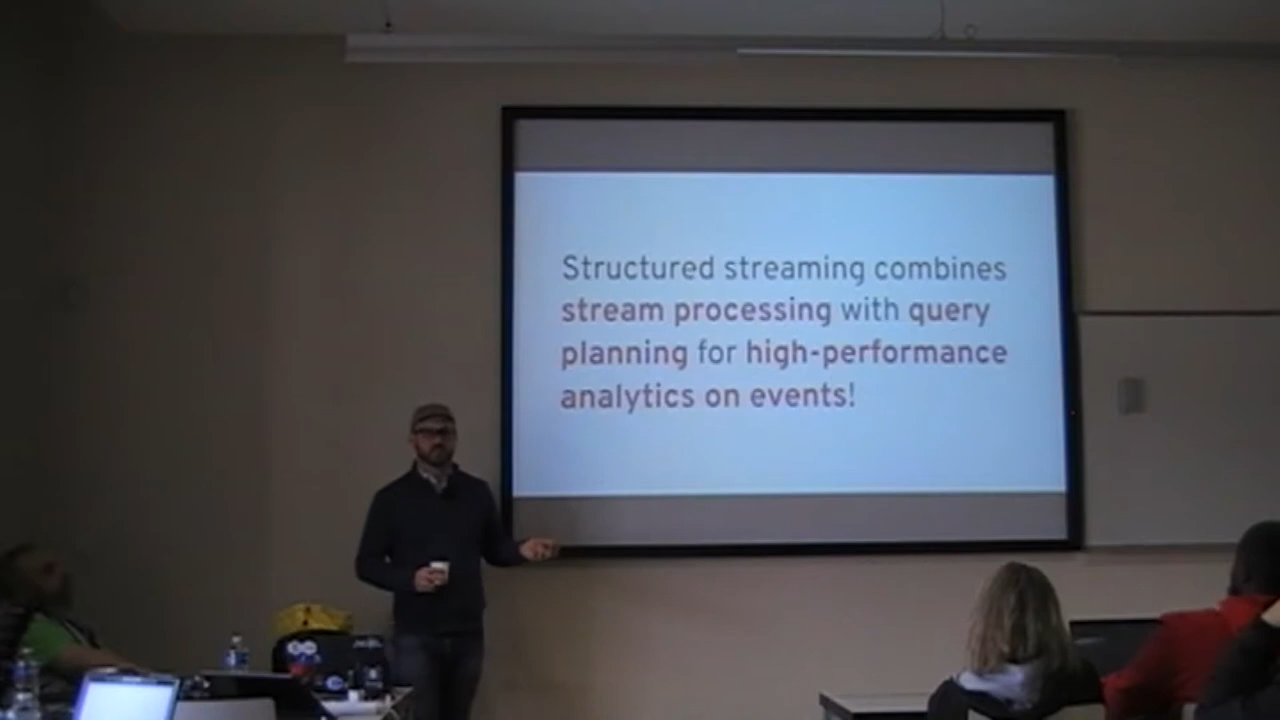 Structured streaming combines
stream processing with query
planning for high-performance
analytics on events!